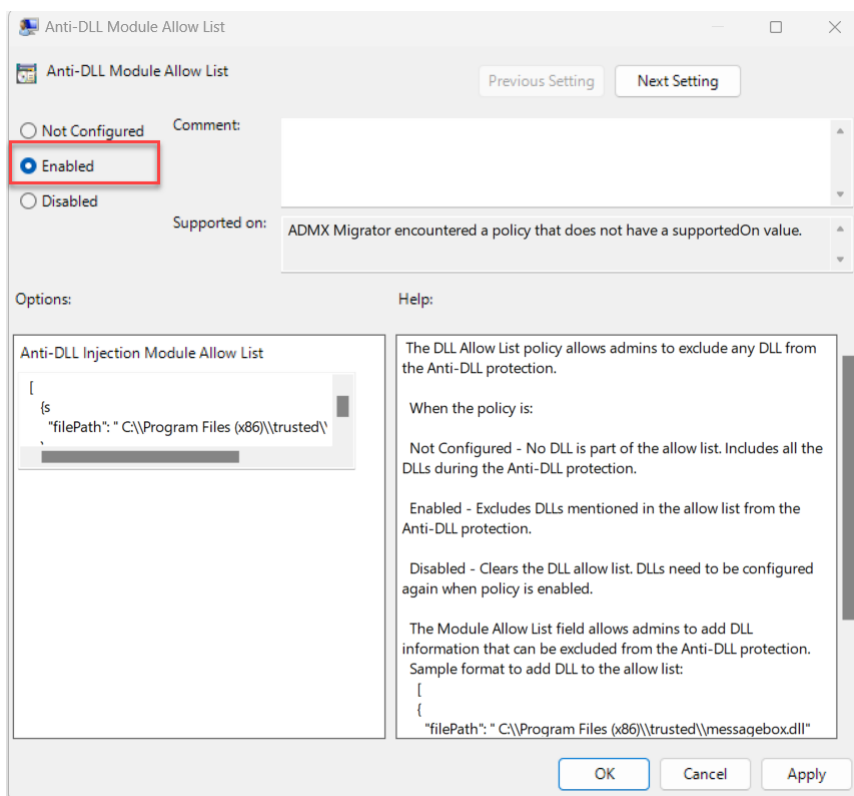 Anti-DLL Module Allow List
Anti-DLL Module Allow List
Previous Setting
Next Setting
Not Configured
Comment:
Enabled
Disabled
Supported on:
ADMX Migrator encountered a policy that does not have a supportedOn value.
Options:
Help:
Anti-DLL Injection Module Allow List
[
{s
"filePath": " C:\\Program Files (x86)\\trusted\\
The DLL Allow List policy allows admins to exclude any DLL from
the Anti-DLL protection.
When the policy is:
Not Configured - No DLL is part of the allow list. Includes all the
DLLs during the Anti-DLL protection.
Enabled - Excludes DLLs mentioned in the allow list from the
Anti-DLL protection.
Disabled - Clears the DLL allow list. DLLs need to be configured
again when policy is enabled.
The Module Allow List field allows admins to add DLL
information that can be excluded from the Anti-DLL protection.
Sample format to add DLL to the allow list:
[
{
"filePath": " C:\\Program Files (x86)\\trusted\\messagebox.dll"
OK
Cancel
Apply